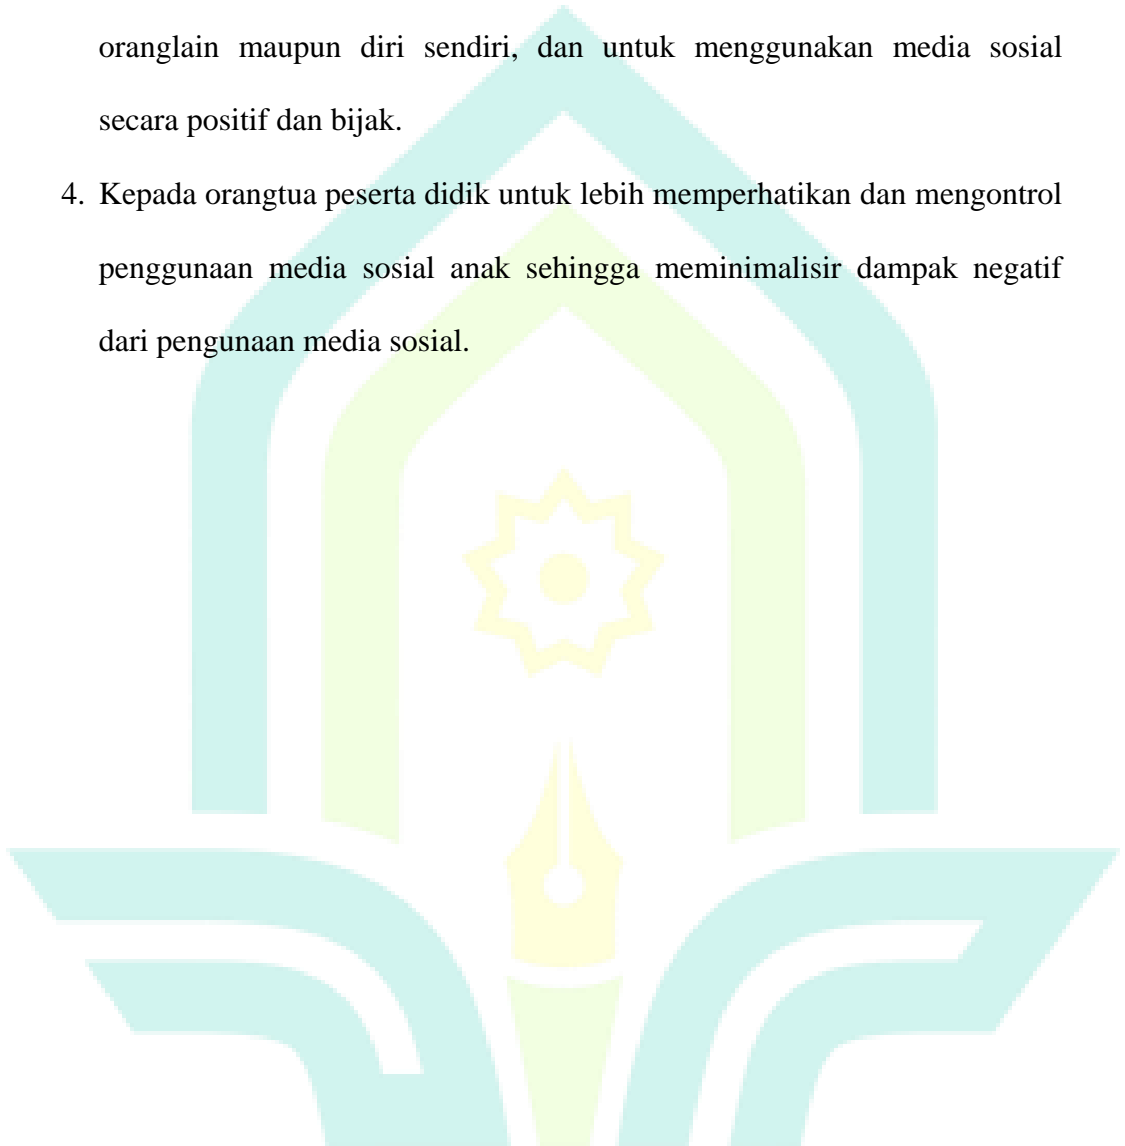 oranglain maupun diri sendiri, dan untuk menggunakan media sosial
secara positif dan bijak.
4. Kepada orangtua peserta didik untuk lebih memperhatikan dan mengontrol
penggunaan media sosial anak sehingga meminimalisir dampak negatif
dari pengunaan media sosial.